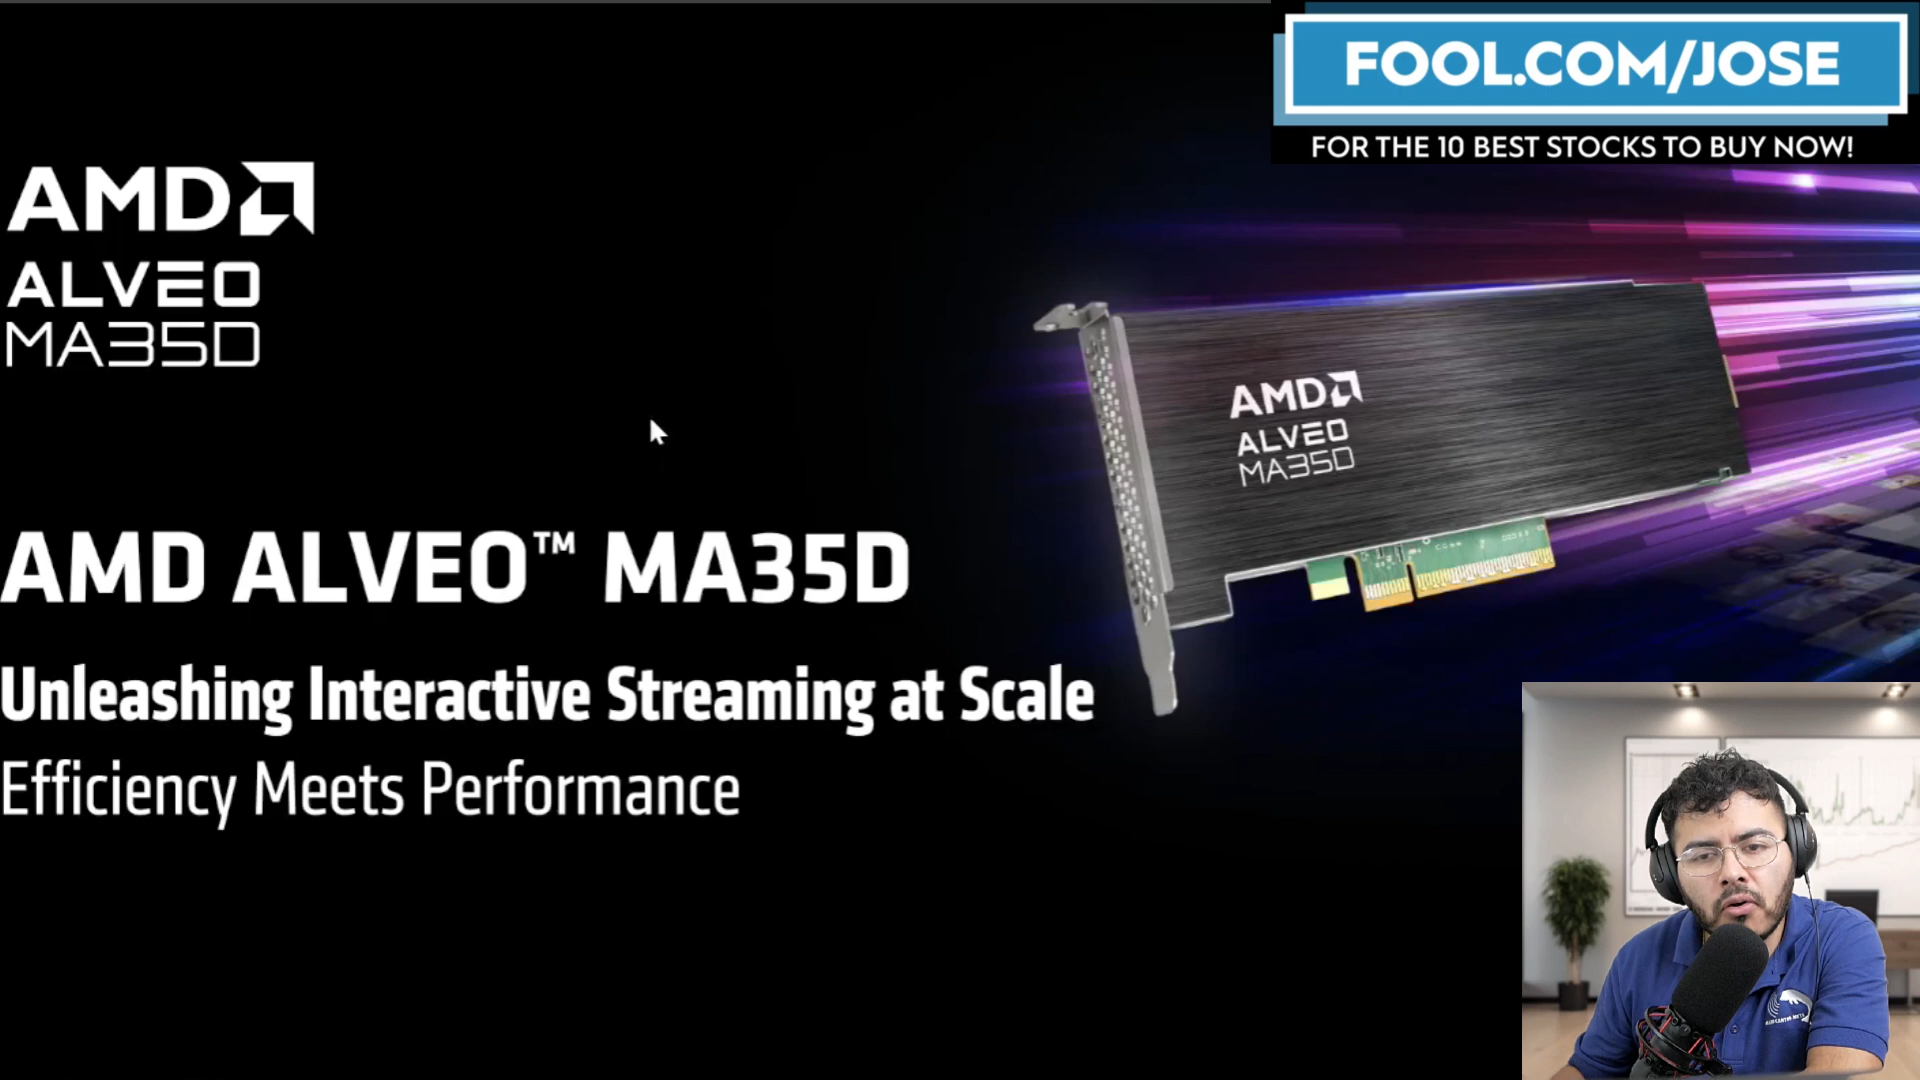 FOOL.COM/JOSE
FOR THE 10 BEST STOCKS TO BUY NOW!
AMD
ALVEO
MA35D
AMD
ALVEO
MA35D
AMD ALVEO™ MA35D
Unleashing Interactive Streaming at Scale
Efficiency Meets Performance